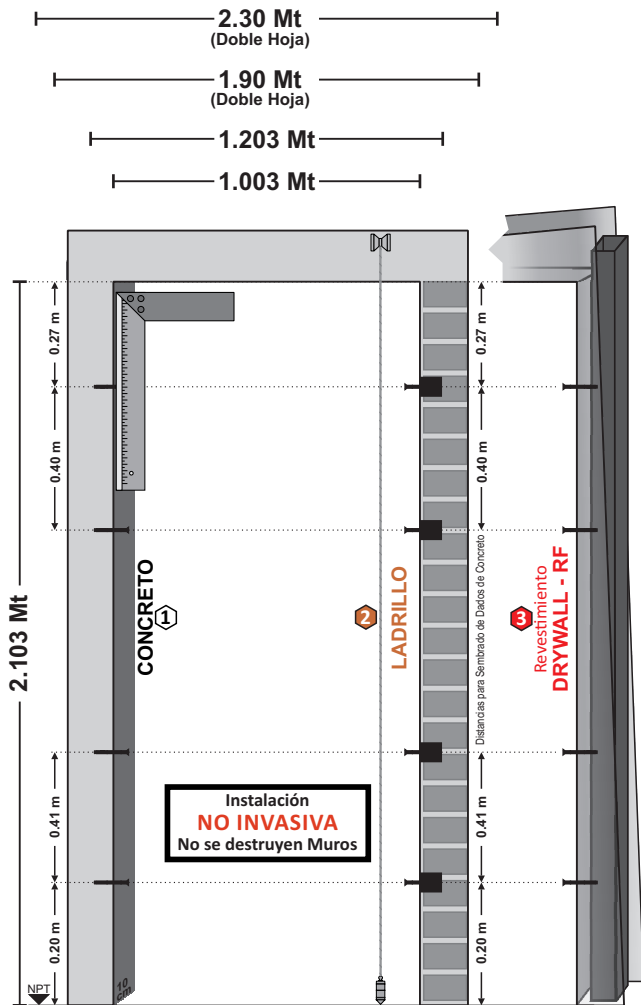 2.30 Mt
(Doble Hoja)
1.90 Mt
(Doble Hoja)
1.203 Mt
1.003 Mt
2.103 Mt
0.27 m
0.40 m
0.41 m
0.20 m
NPT
10
cm
CONCRETO
1
2
LADRILLO
0.27 m
0.40 m
0.41 m
0.20 m
Distancias para Sembrado de Dados de Concreto
3
Revestimiento
DRYWALL - RF
Instalación
NO INVASIVA
No se destruyen Muros